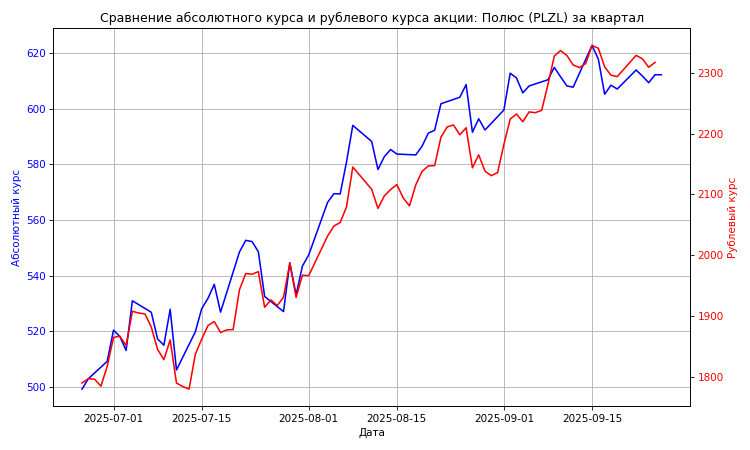 Сравнение абсолютного курса и рублевого курса акции: Полюс (PLZL) за квартал
620
600
580
560
540
520
500
Абсолютный курс
2300
2200
2100
2000
1900
1800
Рублевый курс
2025-07-01 2025-07-15 2025-08-01 2025-08-15 2025-09-01 2025-09-15
Дата